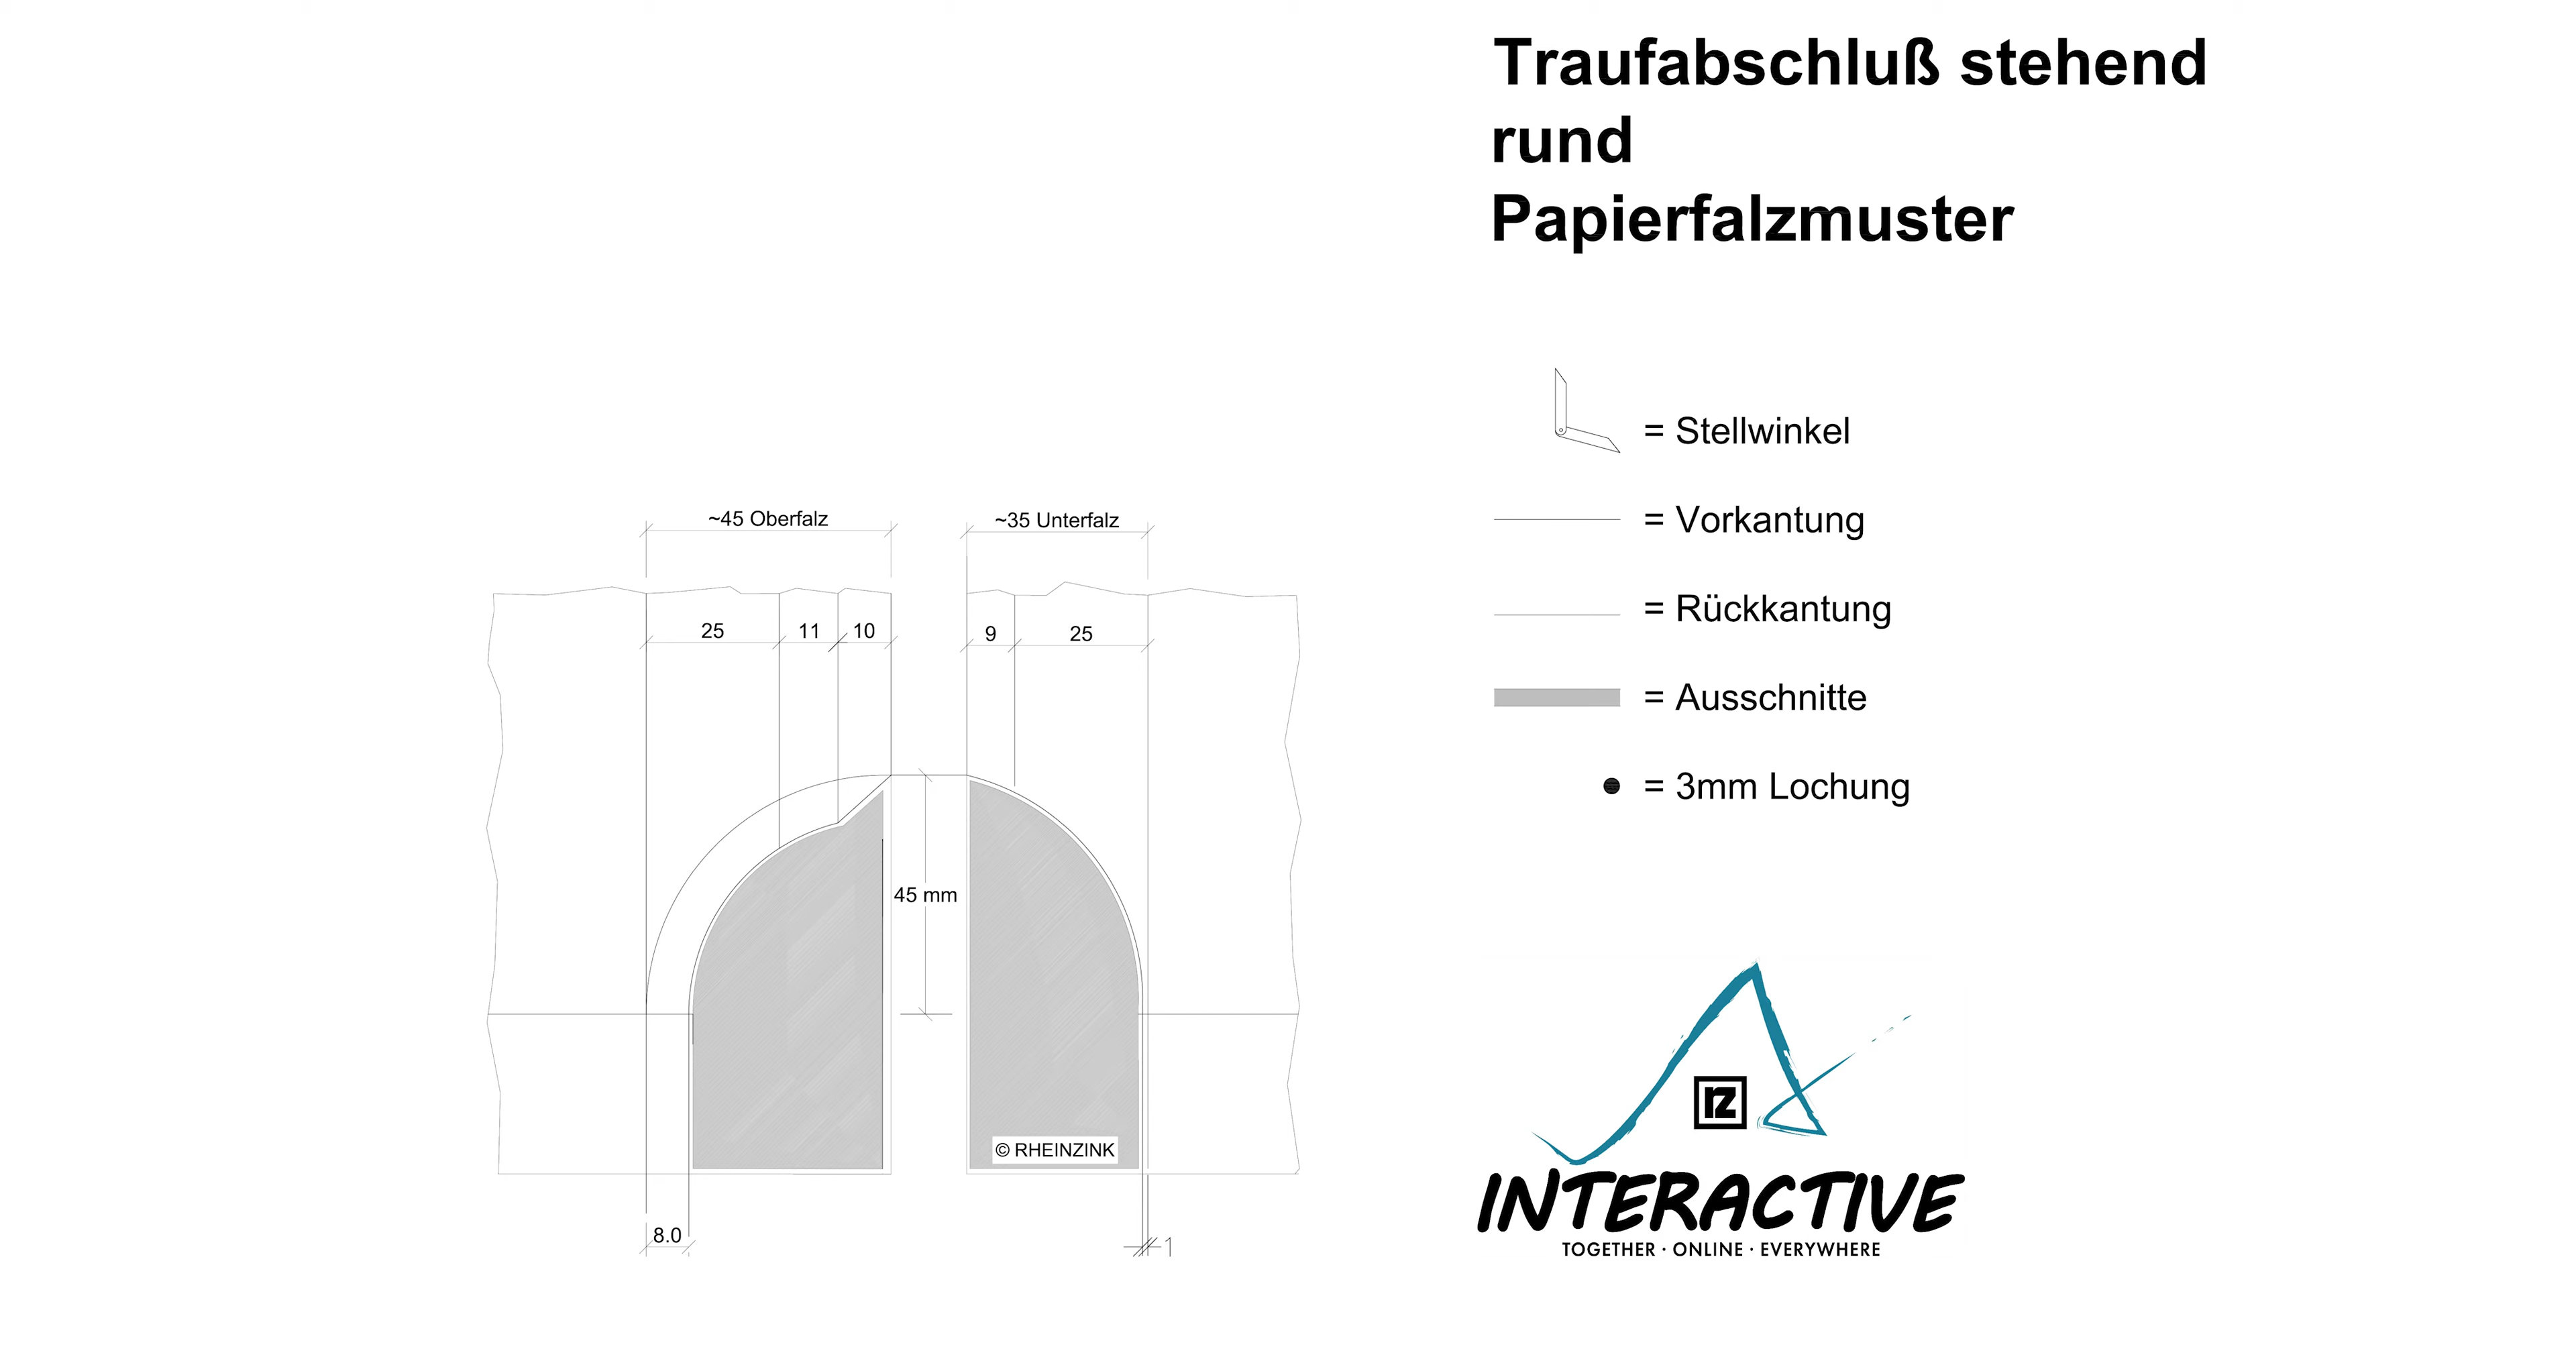 Traufabschluß stehend
rund
Papierfalzmuster
= Stellwinkel
= Vorkantung
= Rückkantung
= Ausschnitte
= 3mm Lochung
~45 Oberfalz
~35 Unterfalz
25
11
10
9
25
45 mm
© RHEINZINK
8.0
1
rz
INTERACTIVE
TOGETHER · ONLINE · EVERYWHERE